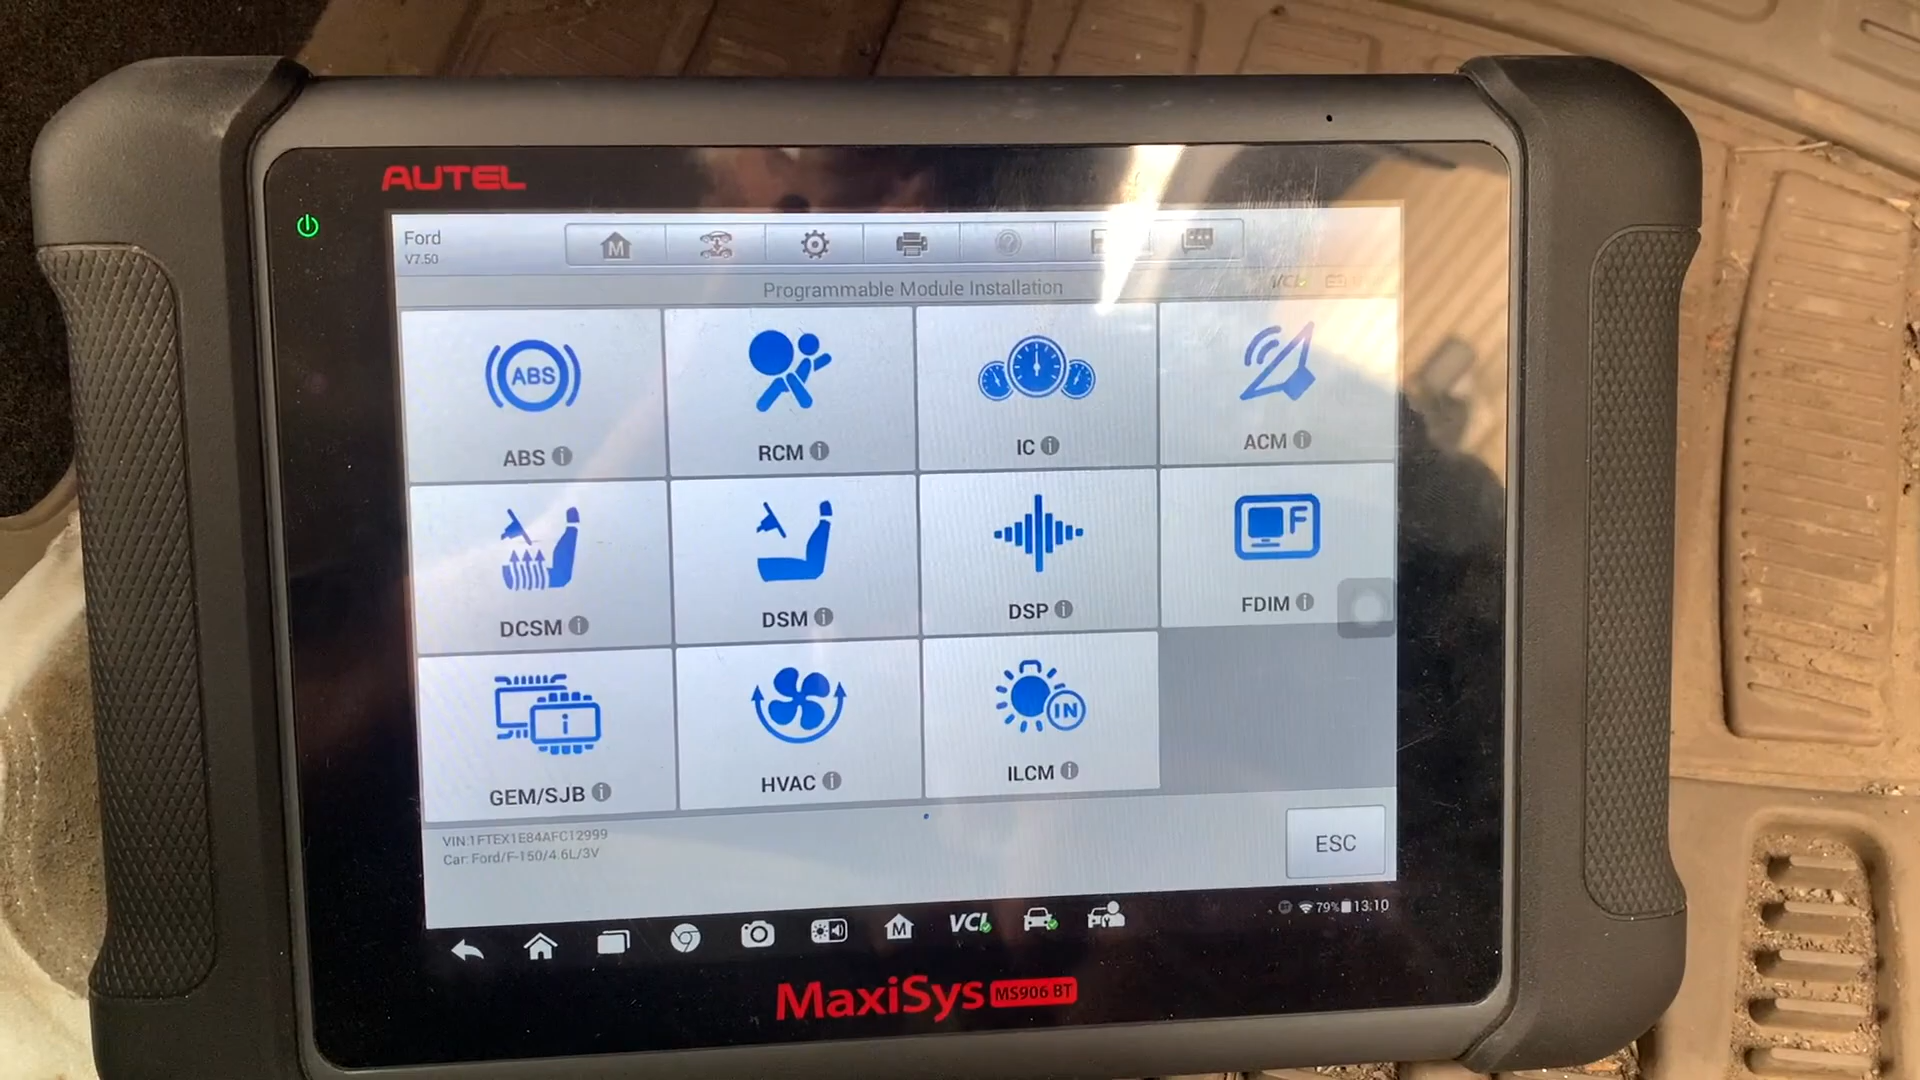 AUTEL
Ford
V7.50
M
?
Programmable Module Installation
VCI
ABS
ABS
RCM
IC
ACM
DCSM
DSM
DSP
F
FDIM
i
GEM/SJB
HVAC
IN
ILCM
VIN:1FTEX1E84AFC12999
Car: Ford/F-150/4.6L/3V
ESC
M
VCI
79%
13:10
MaxiSys MS906 BT